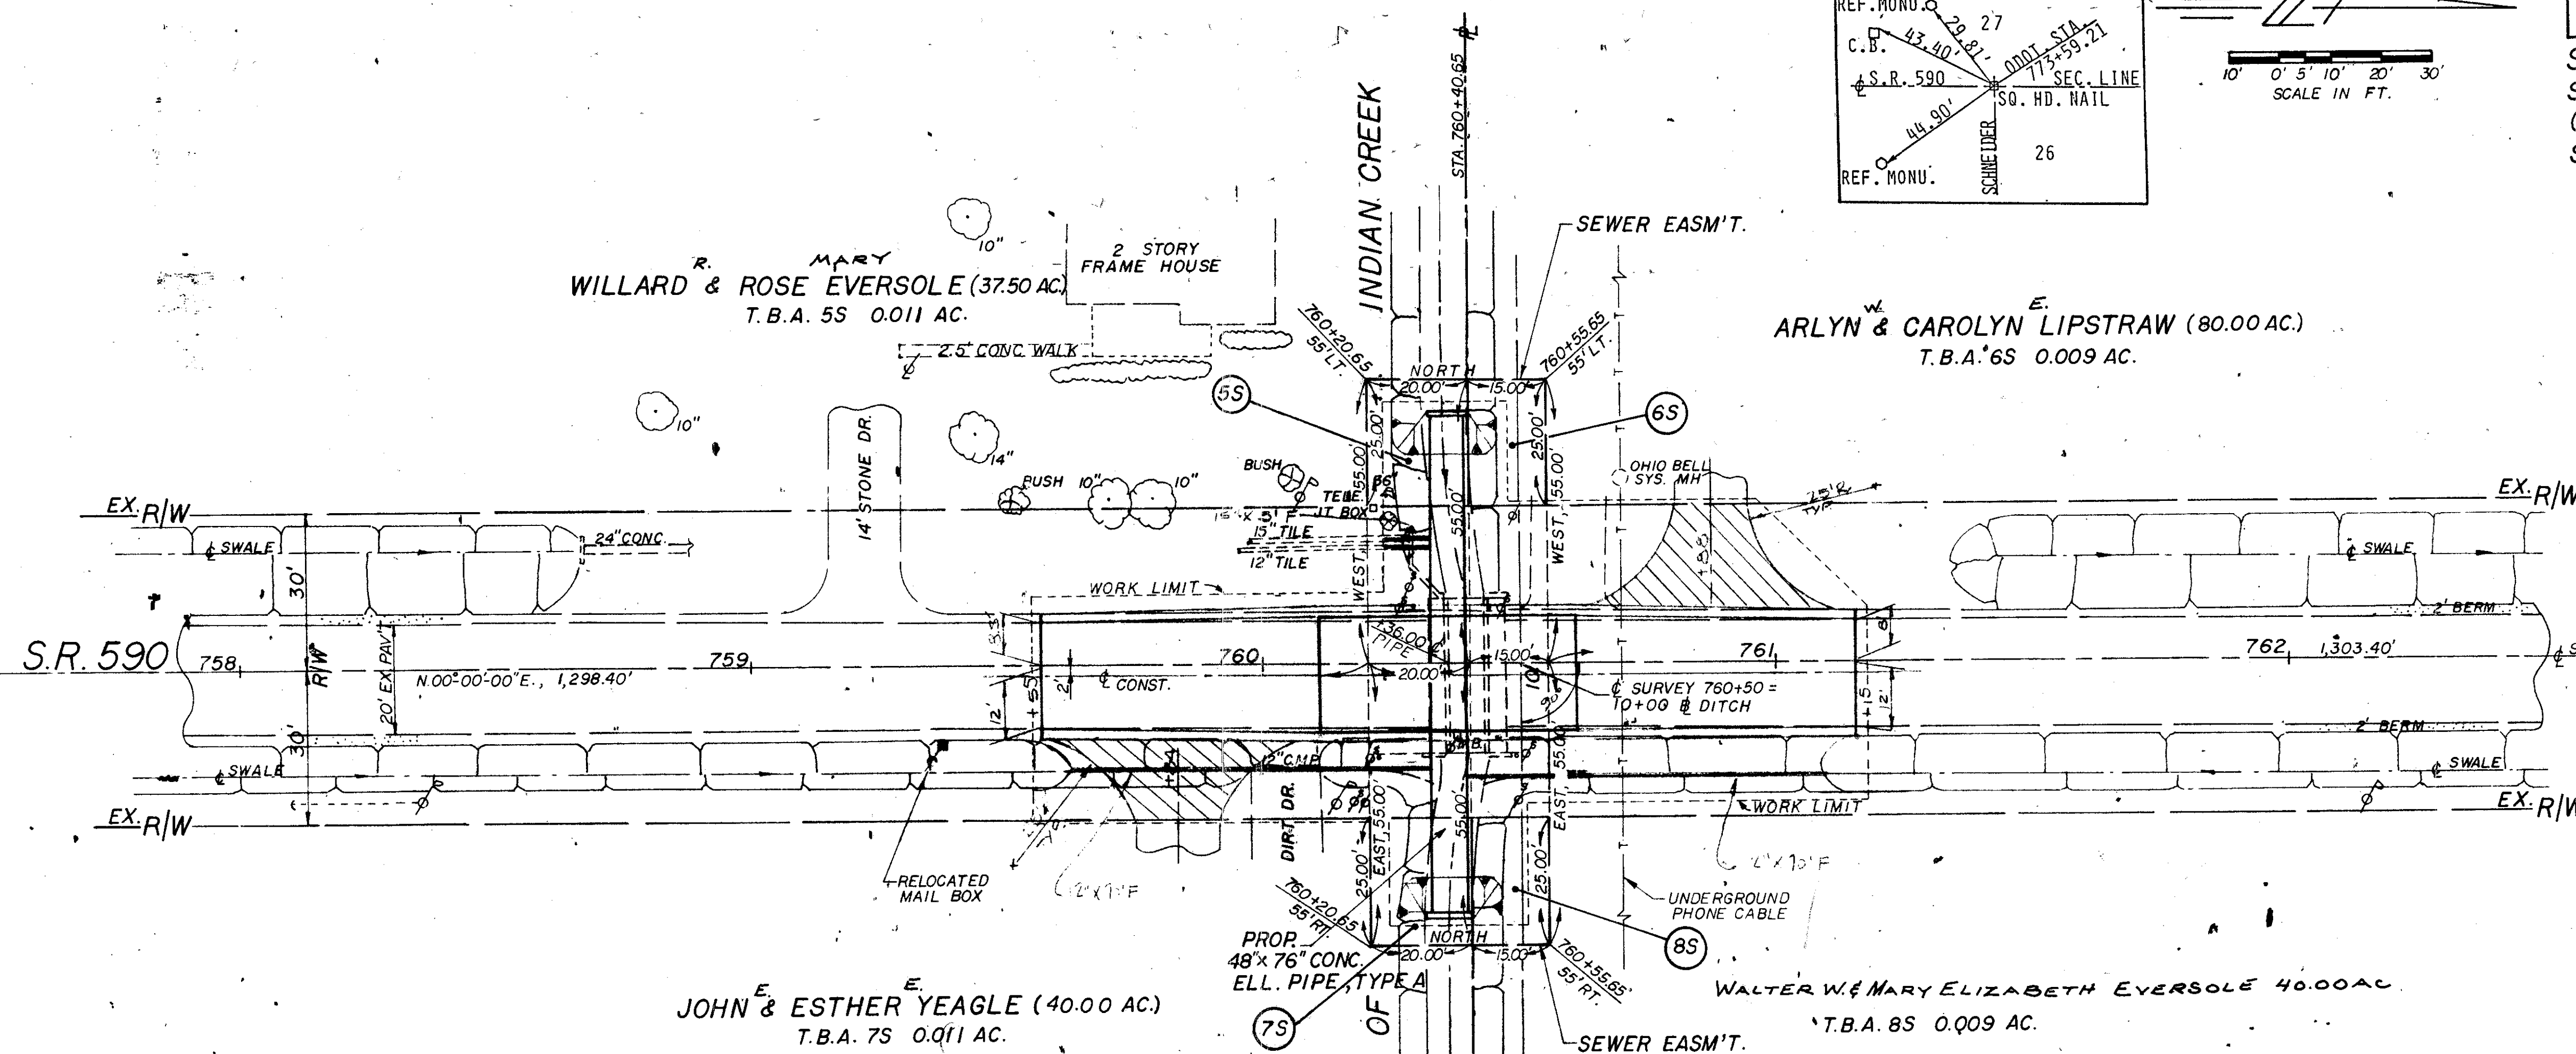 REF. MONU.
27
29.81'
C.B.
43.40'
ODOT. STA.
773+59.21
℄ S.R. 590
SEC. LINE
SQ. HD. NAIL
44.90'
SCHNEIDER
26
REF. MONU.
10' 0' 5' 10' 20' 30'
SCALE IN FT.
STA. 760+40.65
INDIAN CREEK
SEWER EASM'T.
10"
2 STORY
FRAME HOUSE
R. MARY
WILLARD & ROSE EVERSOLE (37.50 AC.)
T.B.A. 5S 0.011 AC.
W. E.
ARLYN & CAROLYN LIPSTRAW (80.00 AC.)
T.B.A. 6S 0.009 AC.
2.5' CONC. WALK
760+20.65
55' LT.
760+55.65
55' LT.
NORTH
20.00' 15.00'
5S
6S
25.00'
25.00'
10"
14"
14' STONE DR.
BUSH
10"
10"
BUSH
TELE.
JT. BOX
15" TILE
12" TILE
WEST, 55.00'
55.00'
WEST, 55.00'
OHIO BELL
SYS. MH
25' R
TYP.
+88
EX. R/W
EX. R/W
℄ SWALE
24" CONC.
℄ SWALE
30'
WORK LIMIT
2' BERM
S.R. 590
758
759
760
761
762
1,303.40'
R/W
20' EX. PAV'T.
N.00°-00'-00"E., 1,298.40'
+55
2'
12'
℄ CONST.
+36.00
PIPE
20.00'
15.00'
℄ SURVEY 760+50 =
10+00 ℄ DITCH
8'
+15
12'
30'
2' BERM
℄ SWALE
12" CMP
℄ SWALE
WORK LIMIT
EX. R/W
EX. R/W
DIRT DR.
25.00'
EAST, 55.00'
55.00'
EAST, 55.00'
25.00'
RELOCATED
MAIL BOX
UNDERGROUND
PHONE CABLE
760+20.65
55' RT.
NORTH
20.00' 15.00'
760+55.65
55' RT.
PROP.
48"x 76" CONC.
ELL. PIPE, TYPE A
7S
8S
OF
E. E.
JOHN & ESTHER YEAGLE (40.00 AC.)
T.B.A. 7S 0.011 AC.
WALTER W. & MARY ELIZABETH EVERSOLE 40.00 AC.
T.B.A. 8S 0.009 AC.
SEWER EASM'T.